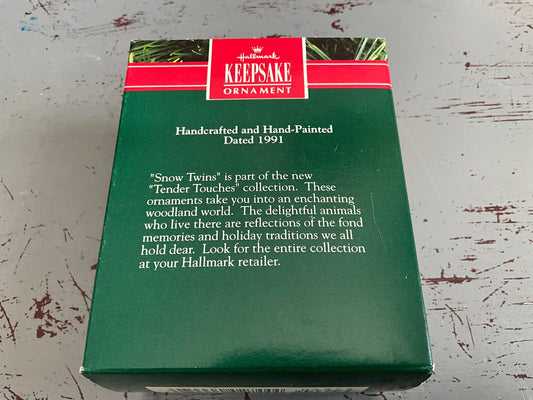 Hallmark
KEEPSAKE
ORNAMENT
Handcrafted and Hand-Painted
Dated 1991
"Snow Twins" is part of the new
"Tender Touches" collection. These
ornaments take you into an enchanting
woodland world. The delightful animals
who live there are reflections of the fond
memories and holiday traditions we all
hold dear. Look for the entire collection
at your Hallmark retailer.